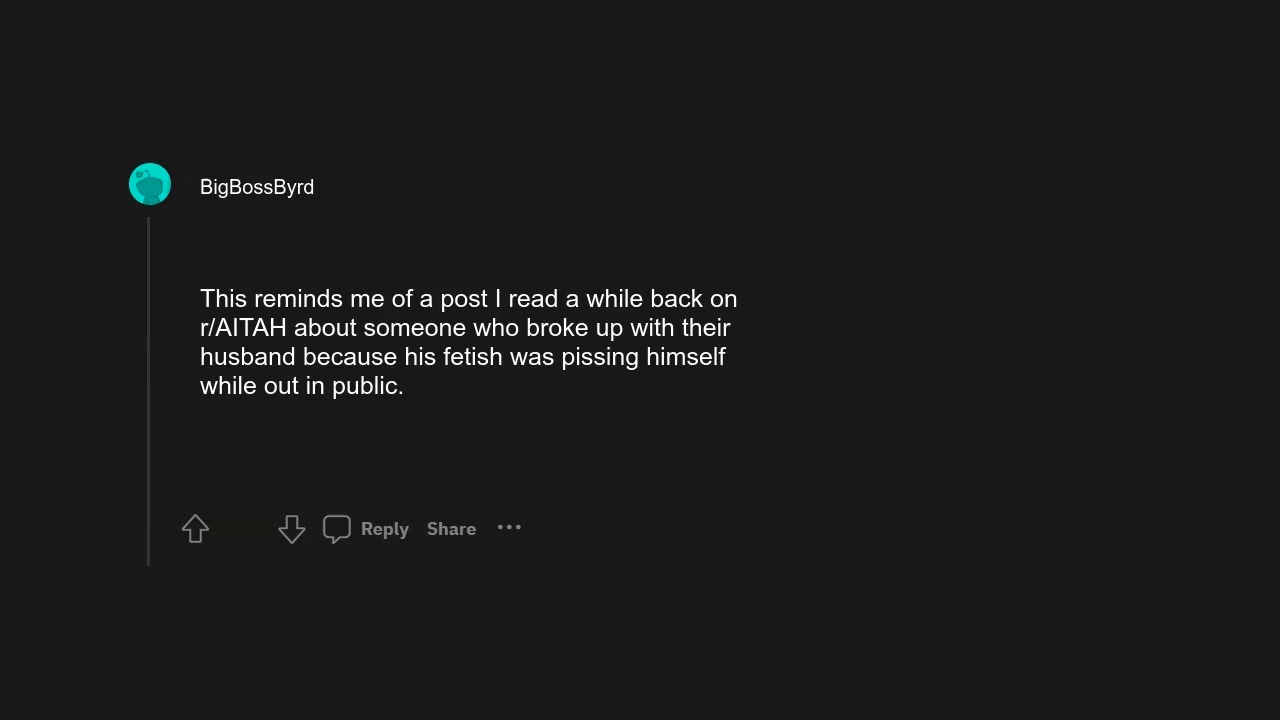 BigBossByrd
This reminds me of a post I read a while back on
r/AITAH about someone who broke up with their
husband because his fetish was pissing himself
while out in public.
Reply Share